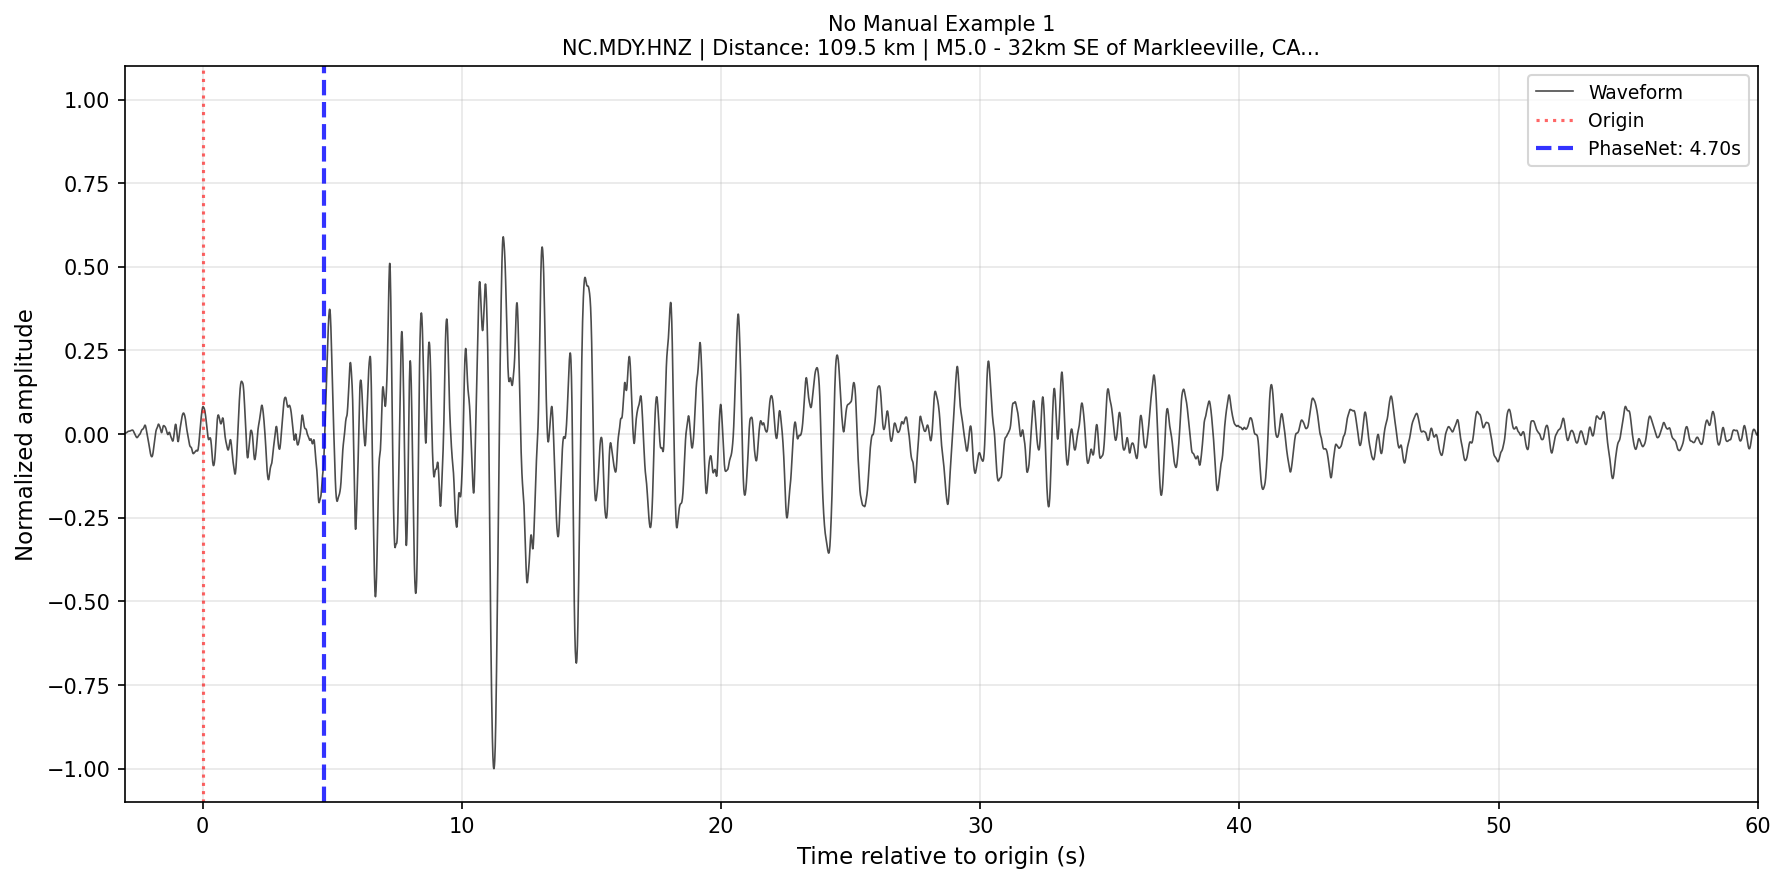 No Manual Example 1
NC.MDY.HNZ | Distance: 109.5 km | M5.0 - 32km SE of Markleeville, CA...
Waveform
Origin
PhaseNet: 4.70s
Normalized amplitude
1.00
0.75
0.50
0.25
0.00
−0.25
−0.50
−0.75
−1.00
0 10 20 30 40 50 60
Time relative to origin (s)